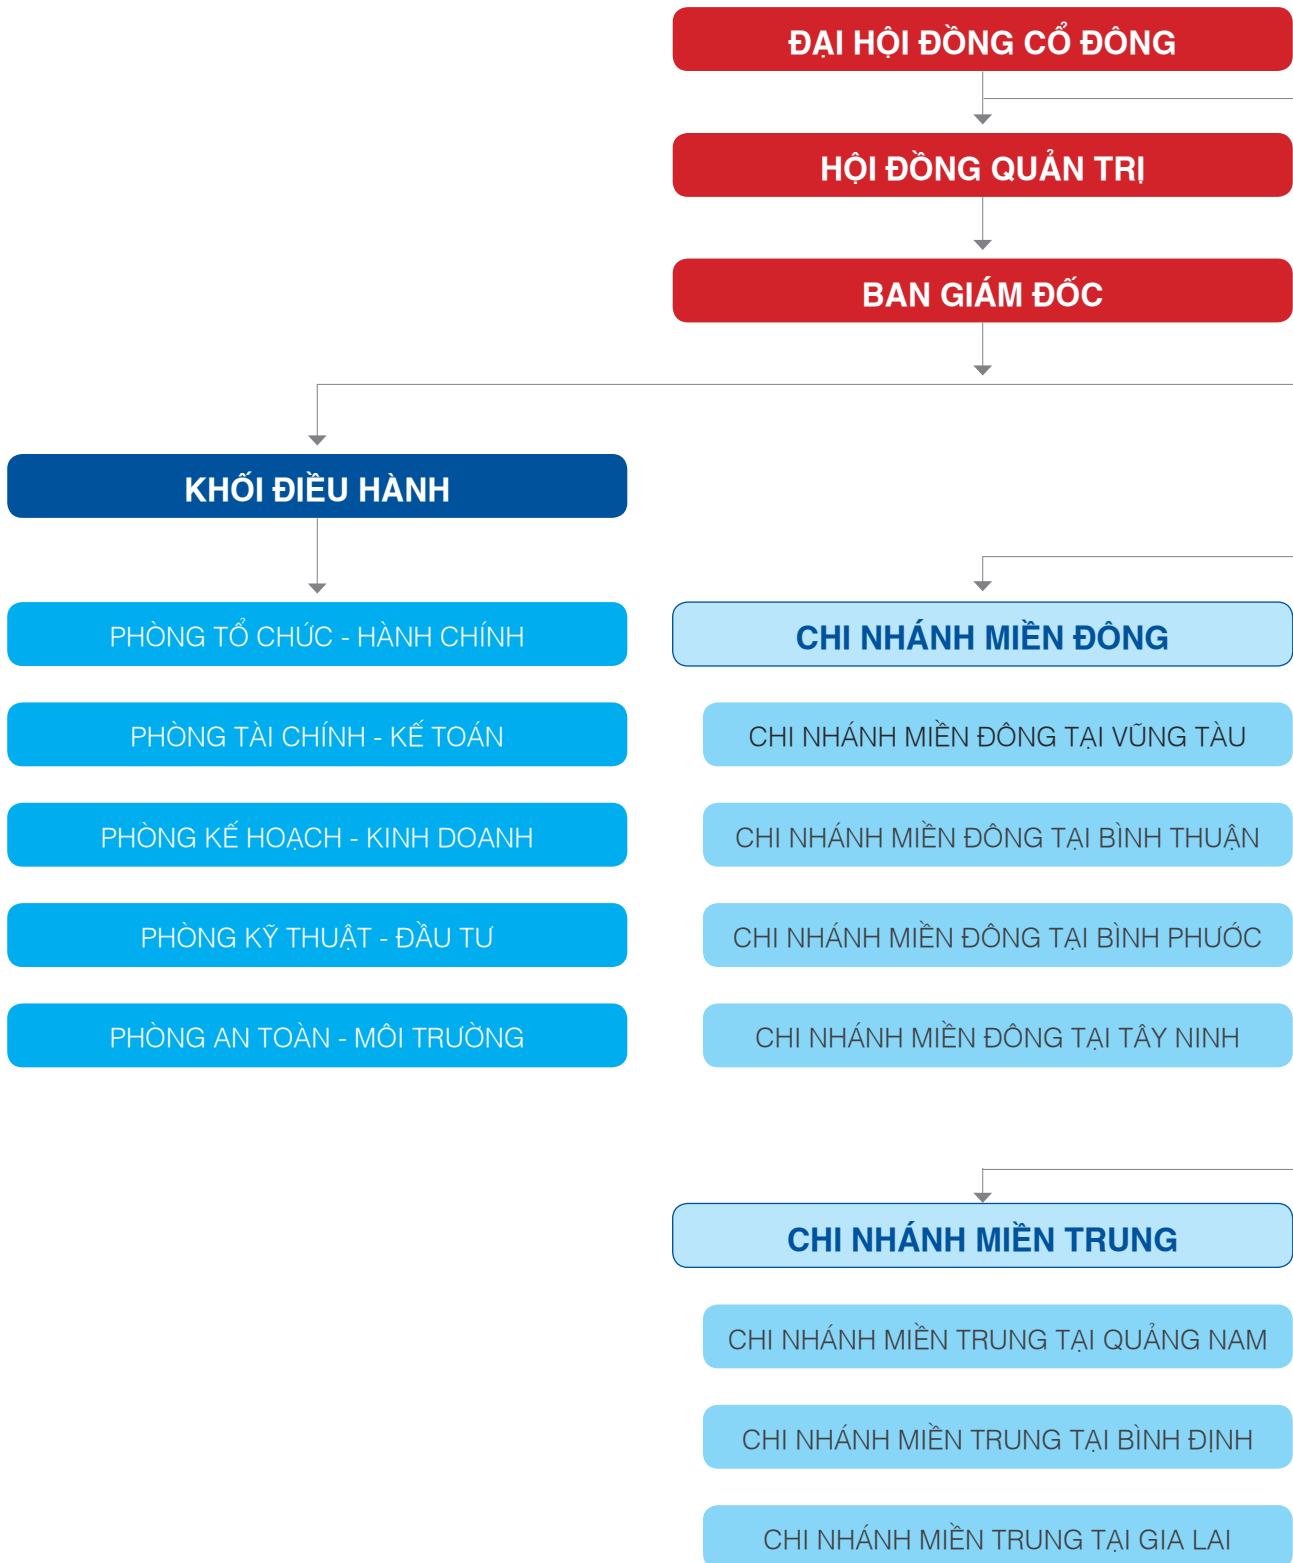 ĐẠI HỘI ĐỒNG CỔ ĐÔNG
HỘI ĐỒNG QUẢN TRỊ
BAN GIÁM ĐỐC
KHỐI ĐIỀU HÀNH
PHÒNG TỔ CHỨC - HÀNH CHÍNH
PHÒNG TÀI CHÍNH - KẾ TOÁN
PHÒNG KẾ HOẠCH - KINH DOANH
PHÒNG KỸ THUẬT - ĐẦU TƯ
PHÒNG AN TOÀN - MÔI TRƯỜNG
CHI NHÁNH MIỀN ĐÔNG
CHI NHÁNH MIỀN ĐÔNG TẠI VŨNG TÀU
CHI NHÁNH MIỀN ĐÔNG TẠI BÌNH THUẬN
CHI NHÁNH MIỀN ĐÔNG TẠI BÌNH PHƯỚC
CHI NHÁNH MIỀN ĐÔNG TẠI TÂY NINH
CHI NHÁNH MIỀN TRUNG
CHI NHÁNH MIỀN TRUNG TẠI QUẢNG NAM
CHI NHÁNH MIỀN TRUNG TẠI BÌNH ĐỊNH
CHI NHÁNH MIỀN TRUNG TẠI GIA LAI